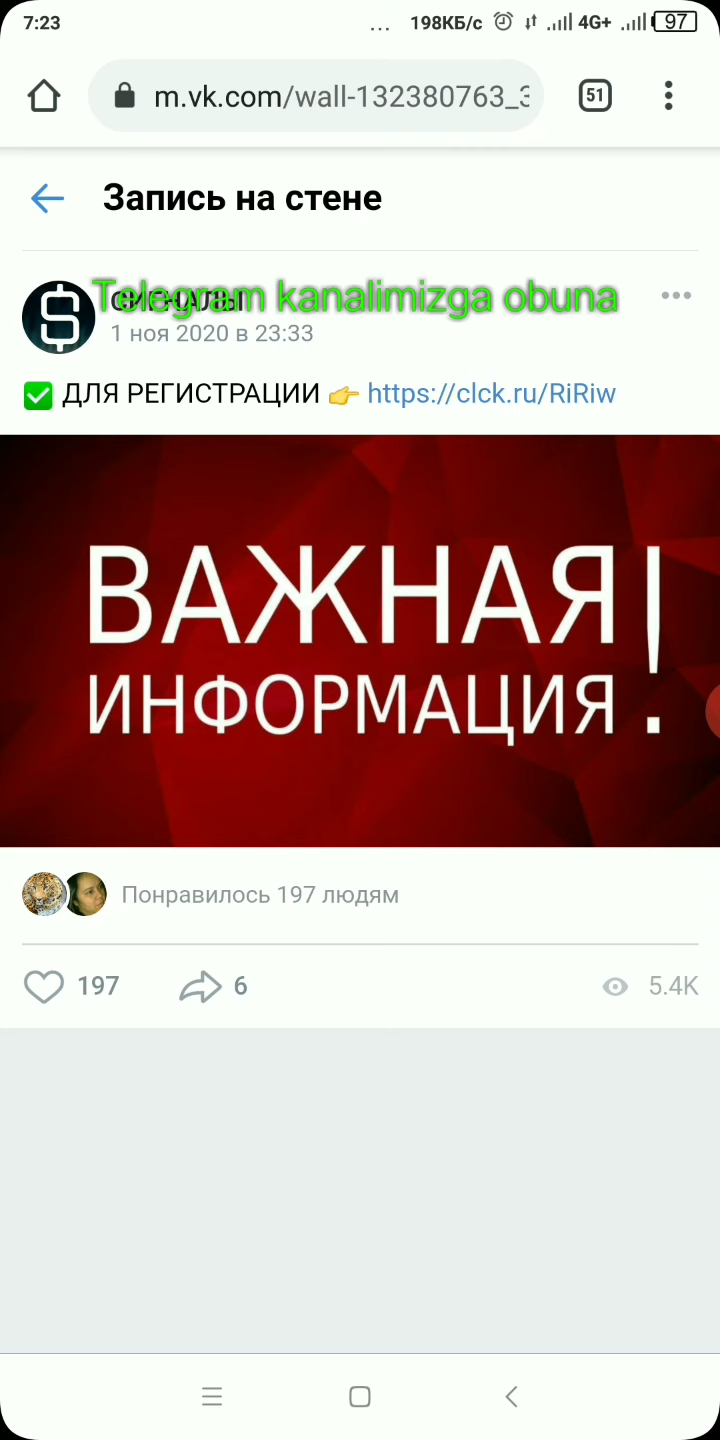 7:23
... 198КБ/с 4G+ 97
m.vk.com/wall-132380763_3
51
Запись на стене
Telegram kanalimizga obuna
СИГНАЛЫ
1 ноя 2020 в 23:33
✅ ДЛЯ РЕГИСТРАЦИИ 👉 https://clck.ru/RiRiw
ВАЖНАЯ
ИНФОРМАЦИЯ!
Понравилось 197 людям
197 6 5.4K